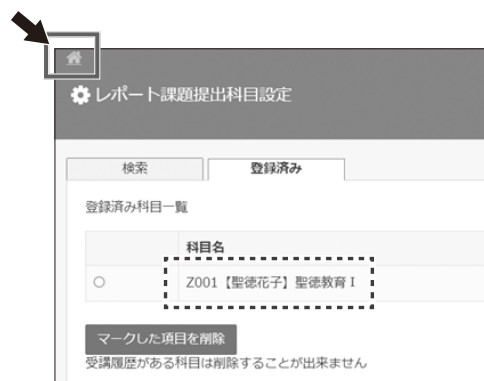 レポート課題提出科目設定
検索
登録済み
登録済み科目一覧
科目名
Z001【聖徳花子】聖徳教育Ⅰ
マークした項目を削除
受講履歴がある科目は削除することが出来ません